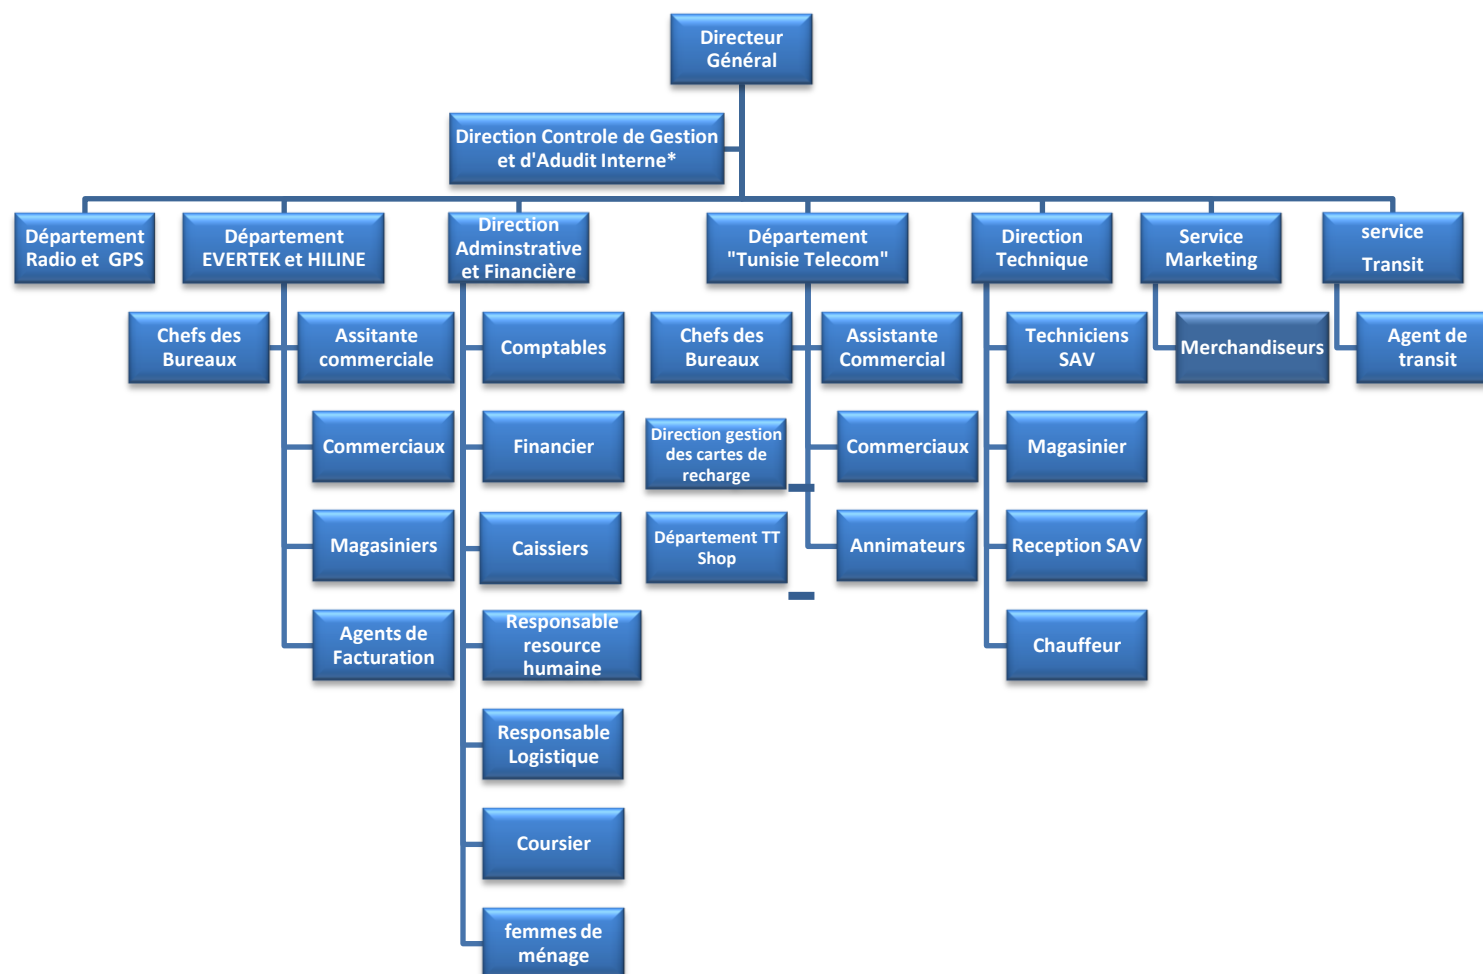 Directeur
Général
Direction Controle de Gestion
et d'Adudit Interne*
Département
Radio et GPS
Département
EVERTEK et HILINE
Direction
Adminstrative
et Financière
Département
"Tunisie Telecom"
Direction
Technique
Service
Marketing
service
Transit
Chefs des
Bureaux
Assitante
commerciale
Comptables
Chefs des
Bureaux
Assistante
Commercial
Techniciens
SAV
Merchandiseurs
Agent de
transit
Commerciaux
Financier
Direction gestion
des cartes de
recharge
Commerciaux
Magasinier
Magasiniers
Caissiers
Département TT
Shop
Annimateurs
Reception SAV
Agents de
Facturation
Responsable
resource
humaine
Chauffeur
Responsable
Logistique
Coursier
femmes de
ménage